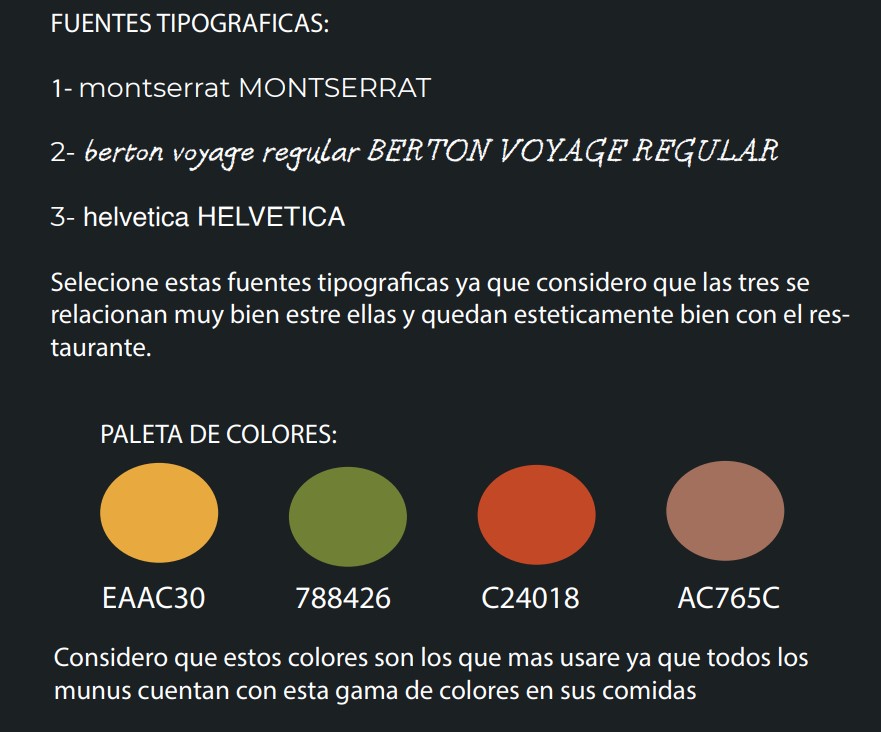 FUENTES TIPOGRAFICAS:
1- montserrat MONTSERRAT
2- berton voyage regular BERTON VOYAGE REGULAR
3- helvetica HELVETICA
Selecione estas fuentes tipograficas ya que considero que las tres se
relacionan muy bien estre ellas y quedan esteticamente bien con el res-
taurante.
PALETA DE COLORES:
EAAC30 788426 C24018 AC765C
Considero que estos colores son los que mas usare ya que todos los
munus cuentan con esta gama de colores en sus comidas